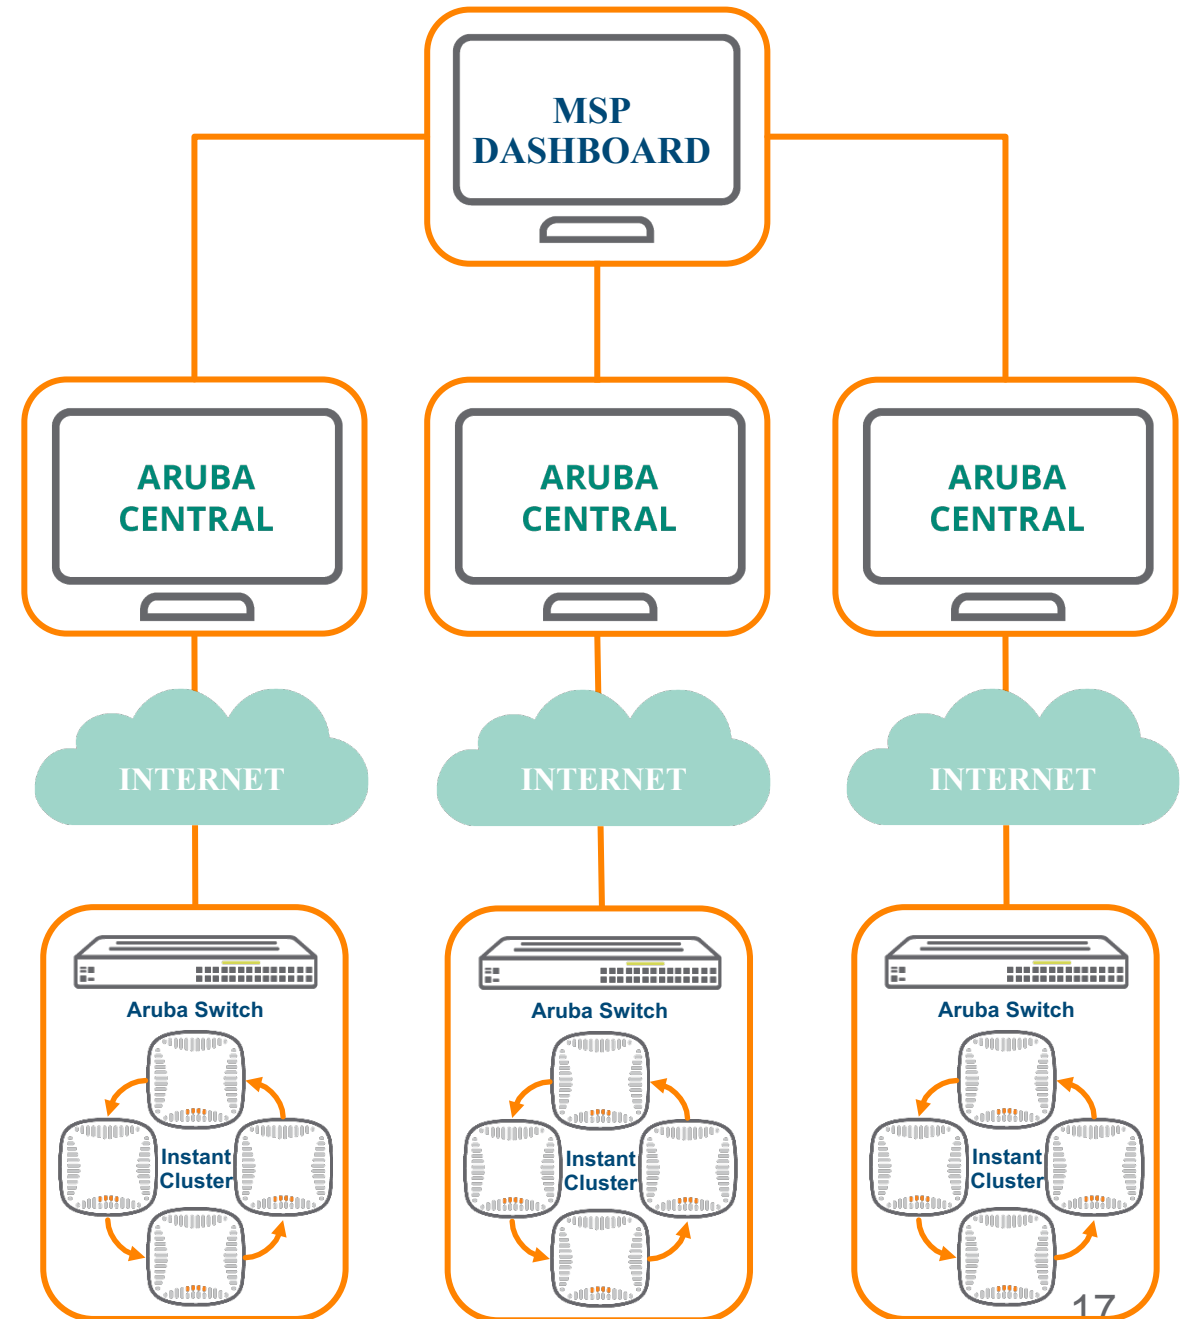 MSP
DASHBOARD
ARUBA
CENTRAL
ARUBA
CENTRAL
ARUBA
CENTRAL
INTERNET
INTERNET
INTERNET
Aruba Switch
Aruba Switch
Aruba Switch
Instant
Cluster
Instant
Cluster
Instant
Cluster
17